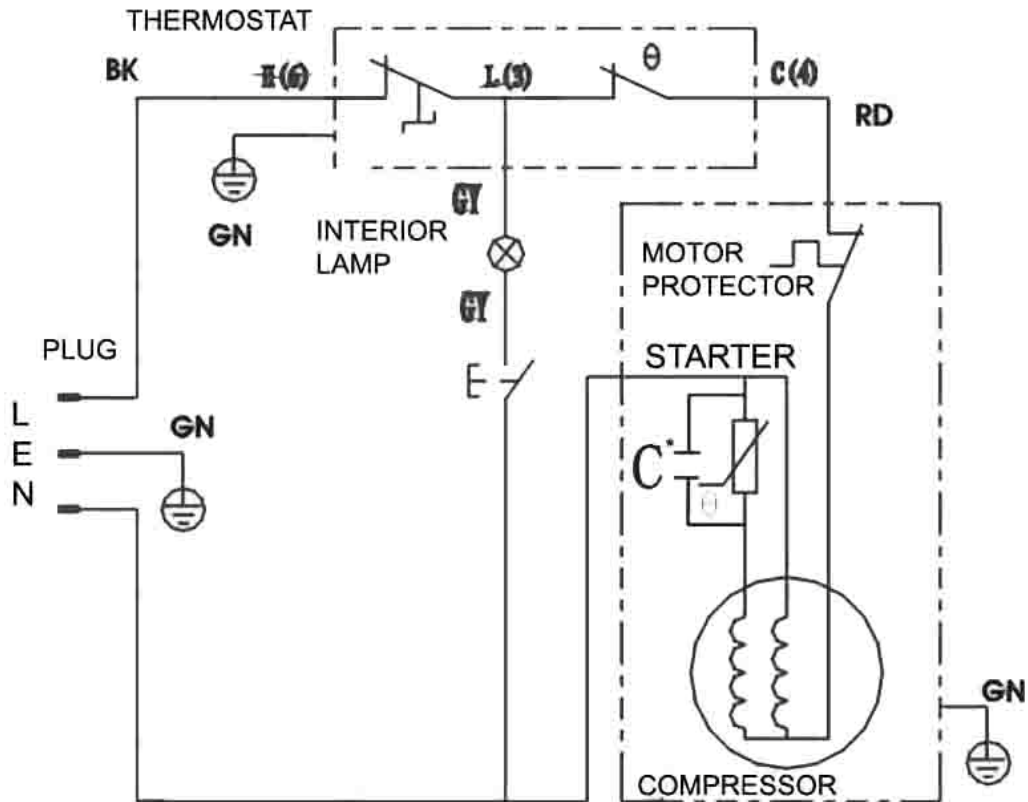 THERMOSTAT
BK
H(6)
L(3)
θ
C(4)
RD
GN
GY
INTERIOR
LAMP
MOTOR
PROTECTOR
GY
PLUG
STARTER
L
E
N
GN
C*
θ
GN
COMPRESSOR